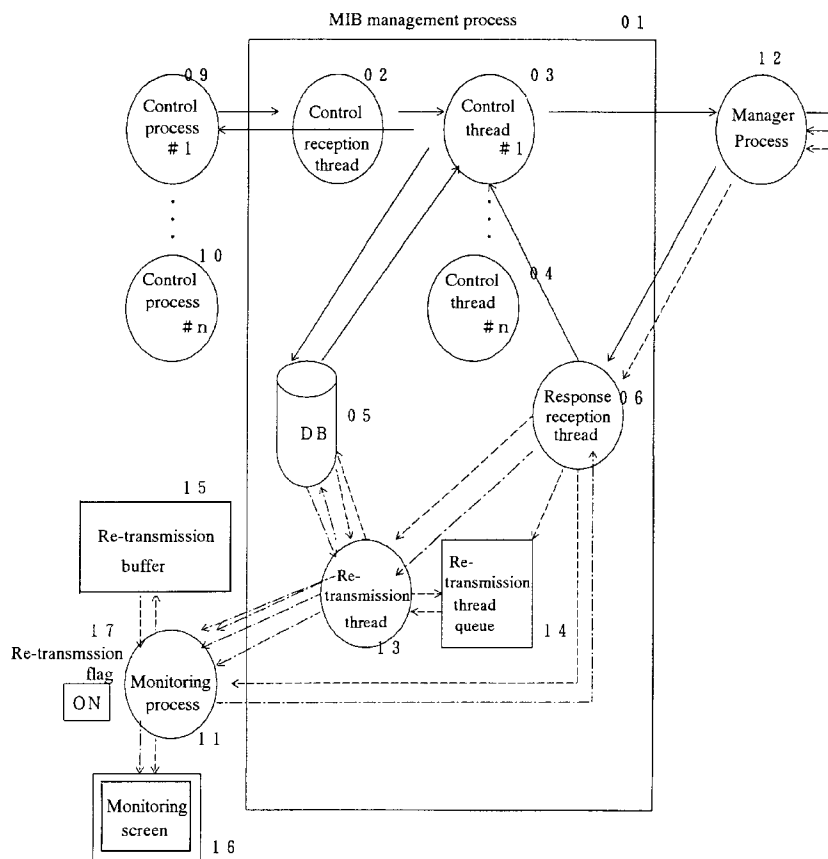 MIB management process
0 1
0 9
0 2
0 3
1 2
Control
process
#1
Control
reception
thread
Control
thread
#1
Manager
Process
1 0
0 4
Control
process
#n
Control
thread
#n
Response
reception
thread
0 6
DB
0 5
1 5
Re-transmission
buffer
Re-
transmission
thread
1 3
Re-
transmission
thread
queue
1 4
1 7
Re-transmssion
flag
ON
Monitoring
process
1 1
Monitoring
screen
1 6